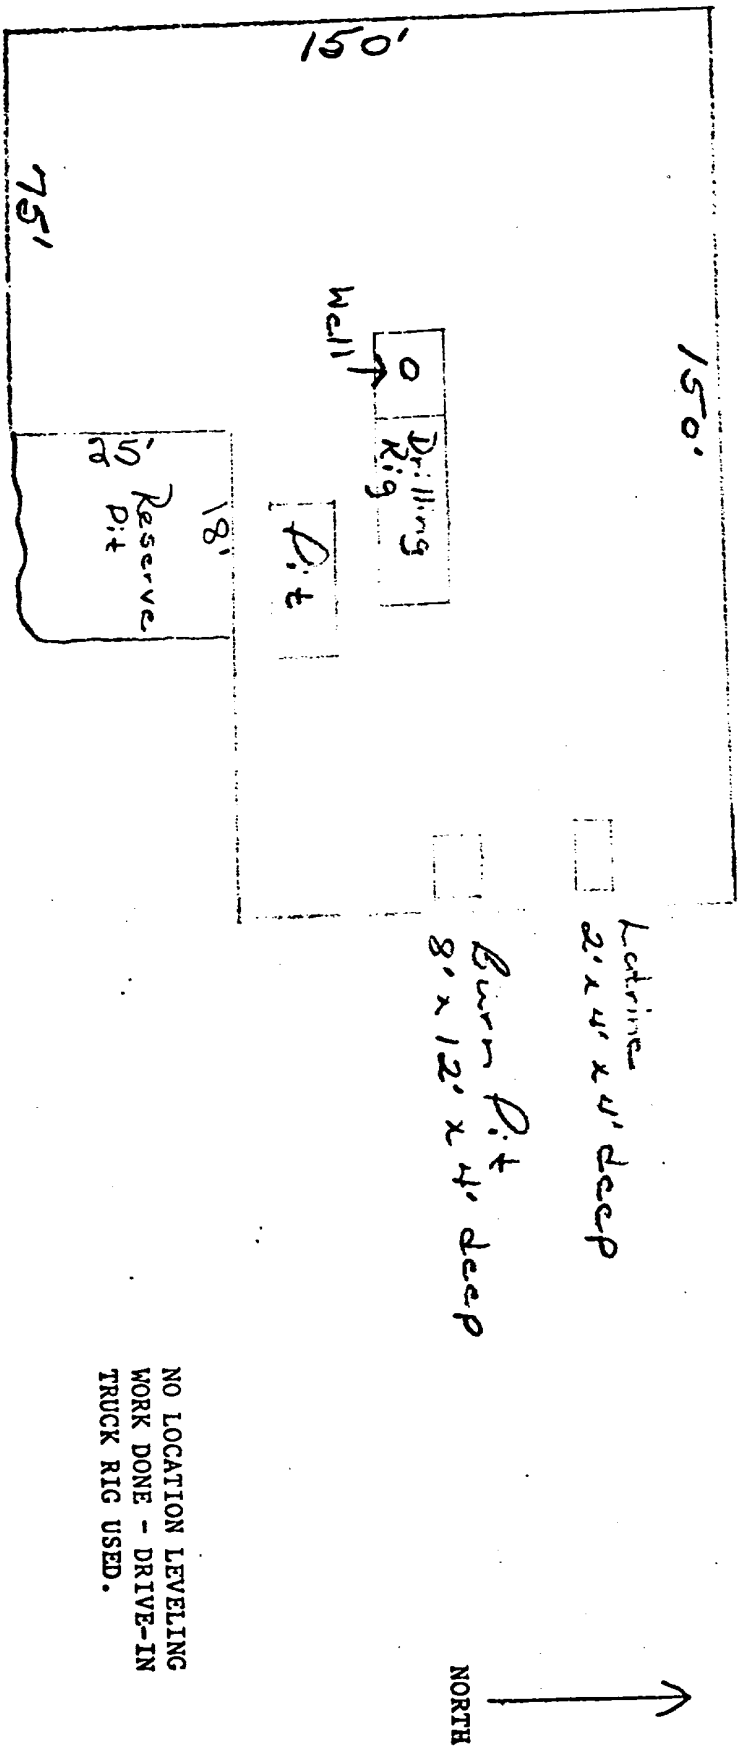 150'
150'
75'
Well
O
Drilling
Rig
Pit
18'
25'
Reserve
Pit
Latrine
2' x 4' x 4' deep
Burn Pit
8' x 12' x 4' deep
NO LOCATION LEVELING
WORK DONE - DRIVE-IN
TRUCK RIG USED.
NORTH